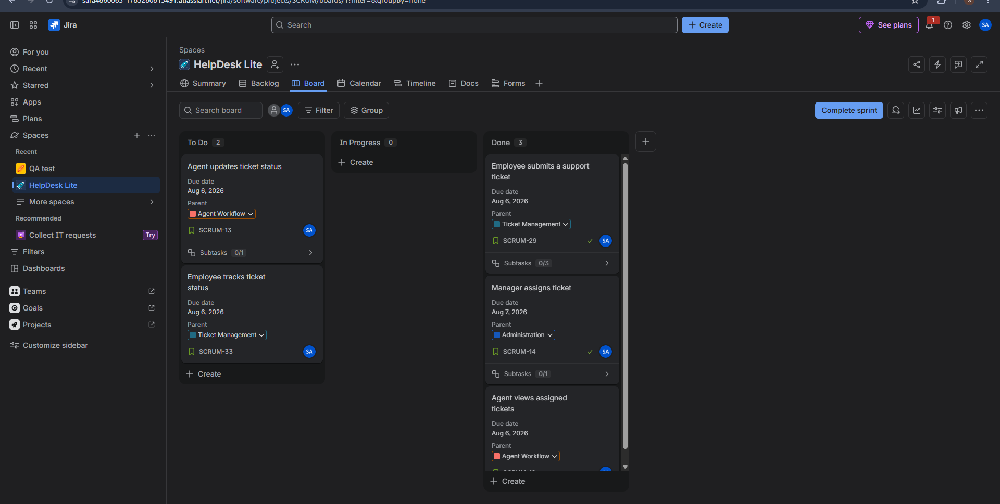 sara4860665-1785280815491.atlassian.net/jira/software/projects/SCRUM/boards/1?filter=&groupBy=none
S
Jira
Search
Create
See plans
1
SA
For you
Recent
Starred
Apps
Plans
Spaces
Recent
QA test
HelpDesk Lite
More spaces
Recommended
Collect IT requests
Try
Filters
Dashboards
Teams
Goals
Projects
Customize sidebar
Spaces
HelpDesk Lite
Summary
Backlog
Board
Calendar
Timeline
Docs
Forms
Search board
SA
Filter
Group
Complete sprint
To Do 2
Agent updates ticket status
Due date
Aug 6, 2026
Parent
Agent Workflow
SCRUM-13
SA
Subtasks 0/1
Employee tracks ticket
status
Due date
Aug 6, 2026
Parent
Ticket Management
SCRUM-33
SA
Create
In Progress 0
Create
Done 3
Employee submits a support
ticket
Due date
Aug 6, 2026
Parent
Ticket Management
SCRUM-29
SA
Subtasks 0/3
Manager assigns ticket
Due date
Aug 7, 2026
Parent
Administration
SCRUM-14
SA
Subtasks 0/1
Agent views assigned
tickets
Due date
Aug 6, 2026
Parent
Agent Workflow
Create